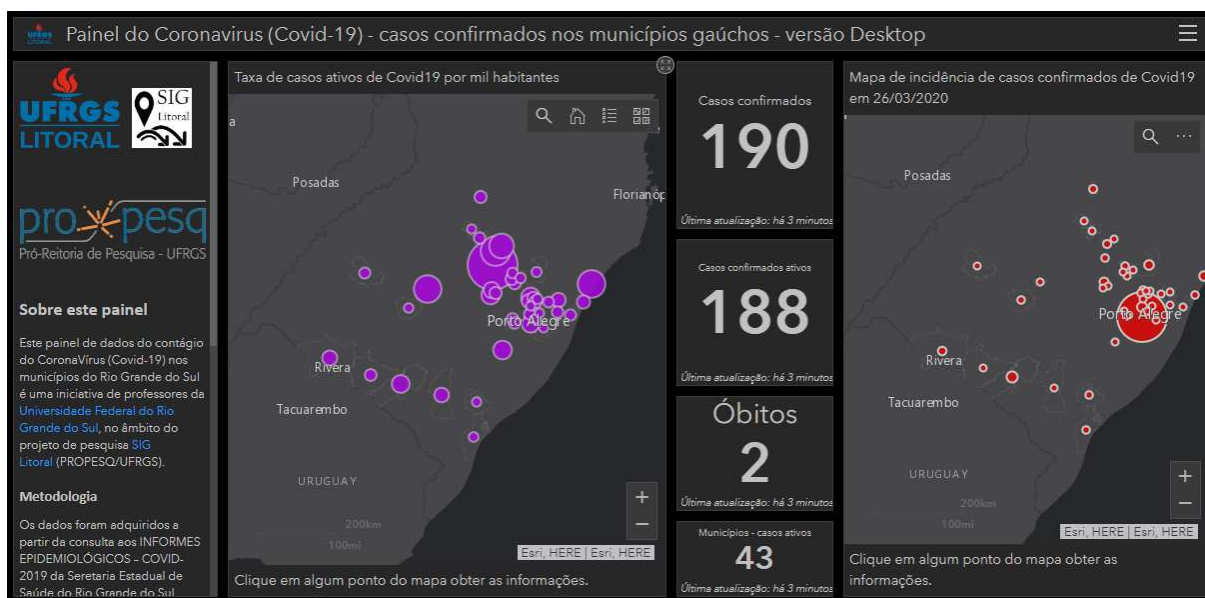 Painel do Coronavirus (Covid-19) - casos confirmados nos municípios gaúchos - versão Desktop
UFRGS
LITORAL
SIG
Litoral
propesq
Pró-Reitoria de Pesquisa - UFRGS
Sobre este painel
Este painel de dados do contágio
do CoronaVírus (Covid-19) nos
municípios do Rio Grande do Sul
é uma iniciativa de professores da
Universidade Federal do Rio
Grande do Sul, no âmbito do
projeto de pesquisa SIG
Litoral (PROPESQ/UFRGS).
Metodologia
Os dados foram adquiridos a
partir da consulta aos INFORMES
EPIDEMIOLÓGICOS – COVID-
2019 da Seretaria Estadual de
Saúde do Rio Grande do Sul
Taxa de casos ativos de Covid19 por mil habitantes
a
Posadas
Florianóp
Porto Alegre
Rivera
Tacuarembo
URUGUAY
200km
100mi
Esri, HERE | Esri, HERE
Clique em algum ponto do mapa obter as informações.
Casos confirmados
190
Última atualização: há 3 minutos
Casos confirmados ativos
188
Última atualização: há 3 minutos
Óbitos
2
Última atualização: há 3 minutos
Municípios - casos ativos
43
Última atualização: há 3 minutos
Mapa de incidência de casos confirmados de Covid19
em 26/03/2020
Posadas
Porto Alegre
Rivera
Tacuarembo
URUGUAY
200km
100mi
Esri, HERE | Esri, HERE
Clique em algum ponto do mapa obter as
informações.